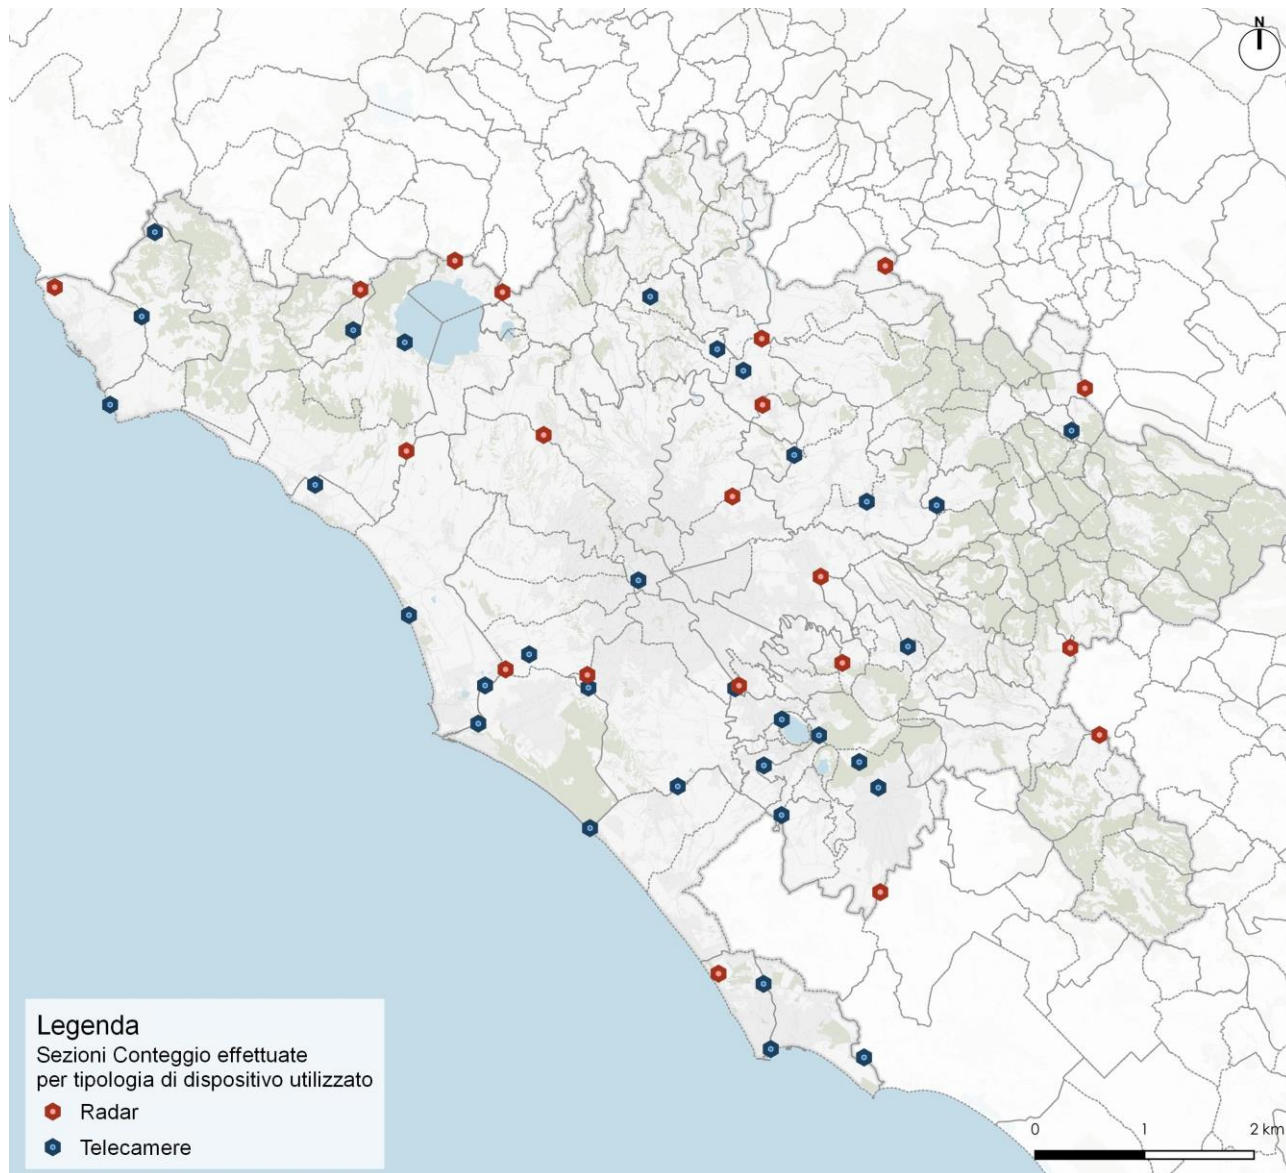 N
Legenda
Sezioni Conteggio effettuate
per tipologia di dispositivo utilizzato
Radar
Telecamere
0 1 2 km